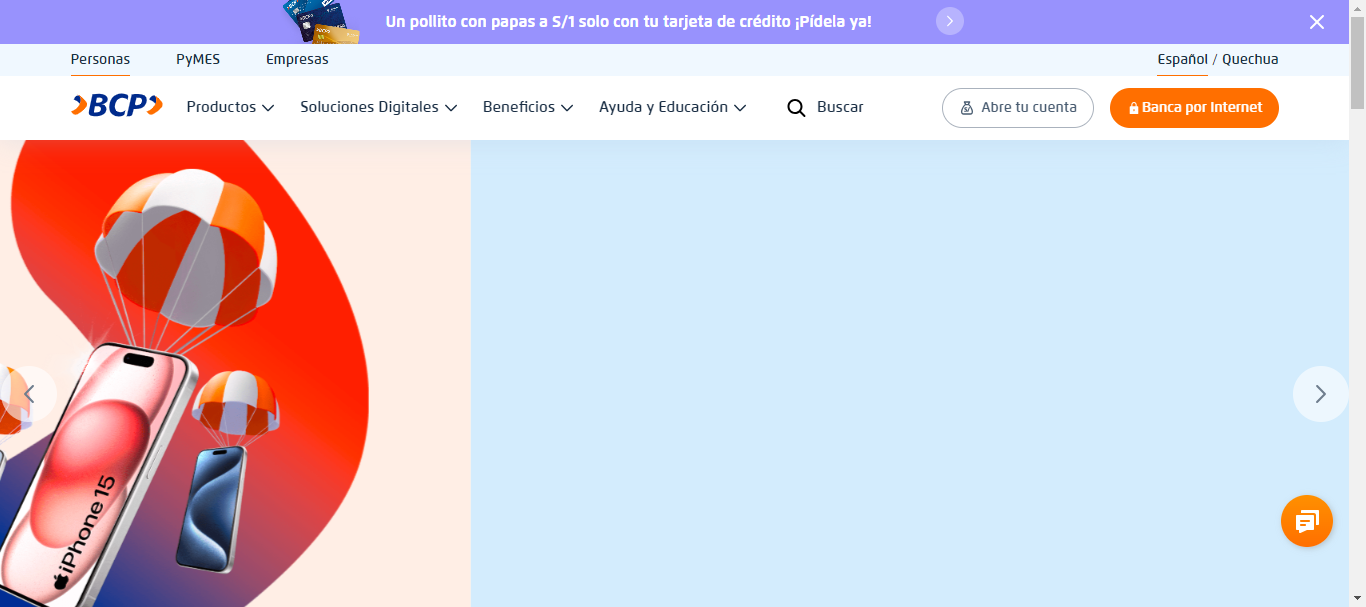 Un pollito con papas a S/1 solo con tu tarjeta de crédito ¡Pídela ya!
Personas PyMES Empresas Español / Quechua
BCP Productos Soluciones Digitales Beneficios Ayuda y Educación Buscar Abre tu cuenta Banca por Internet
iPhone 15